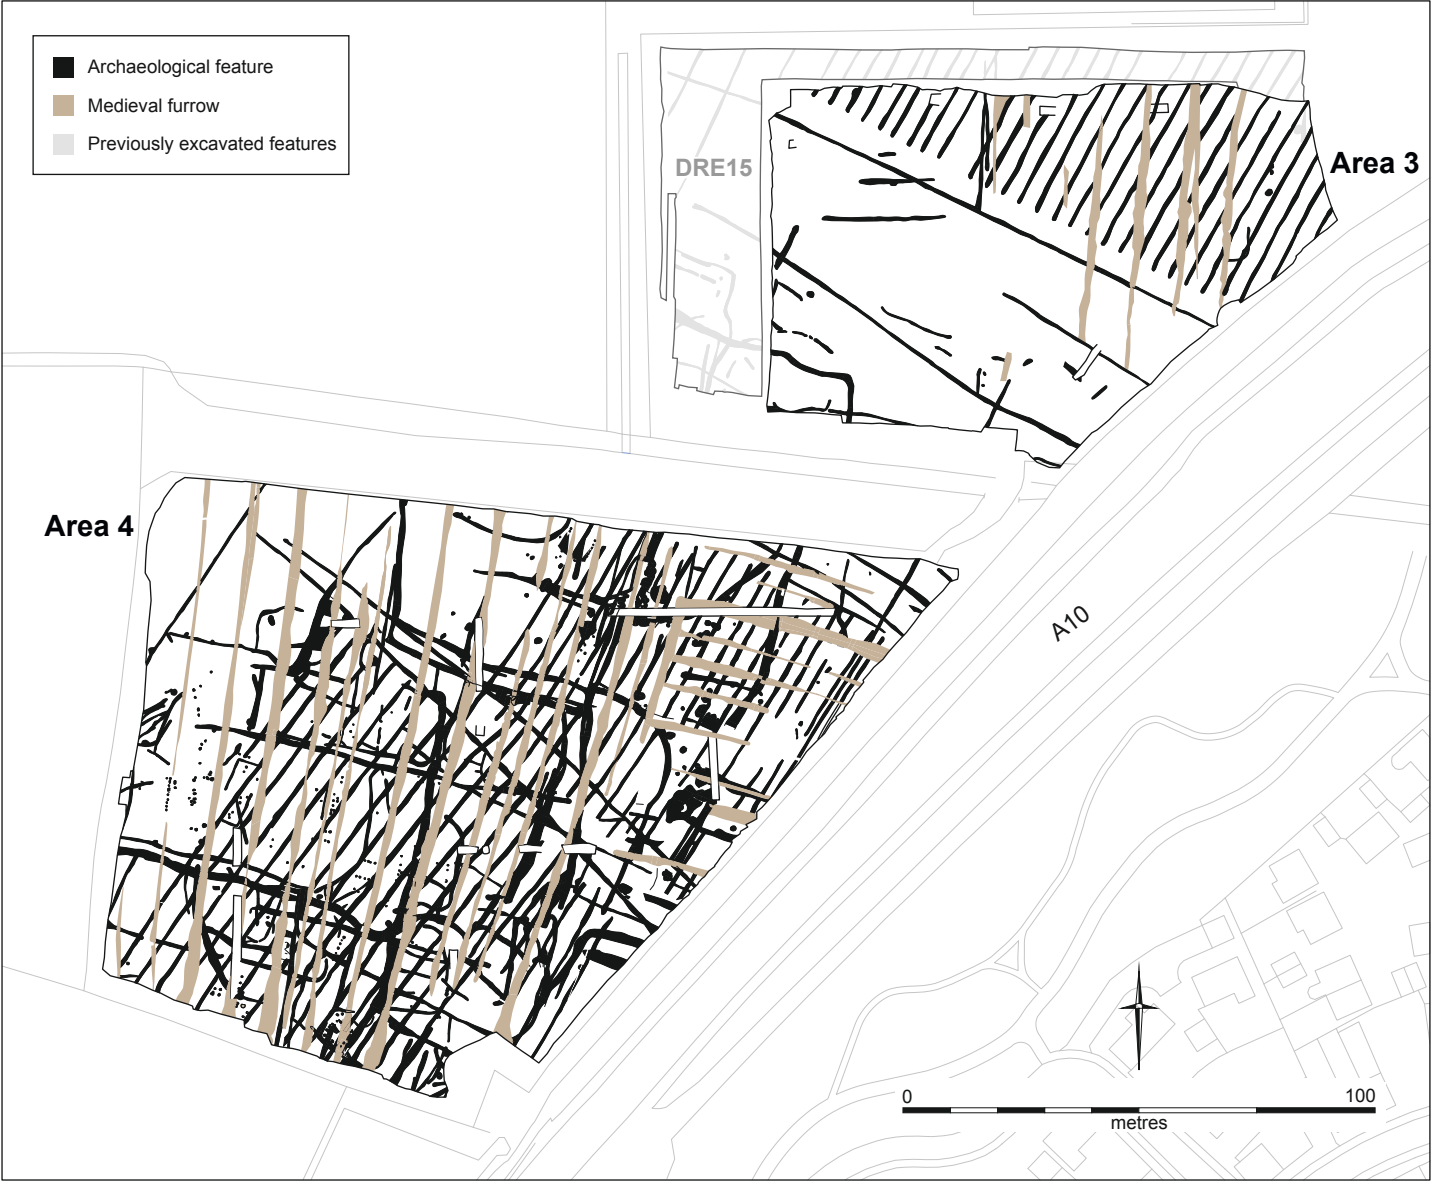 Archaeological feature
Medieval furrow
Previously excavated features
DRE15
Area 3
Area 4
A10
0 100
metres